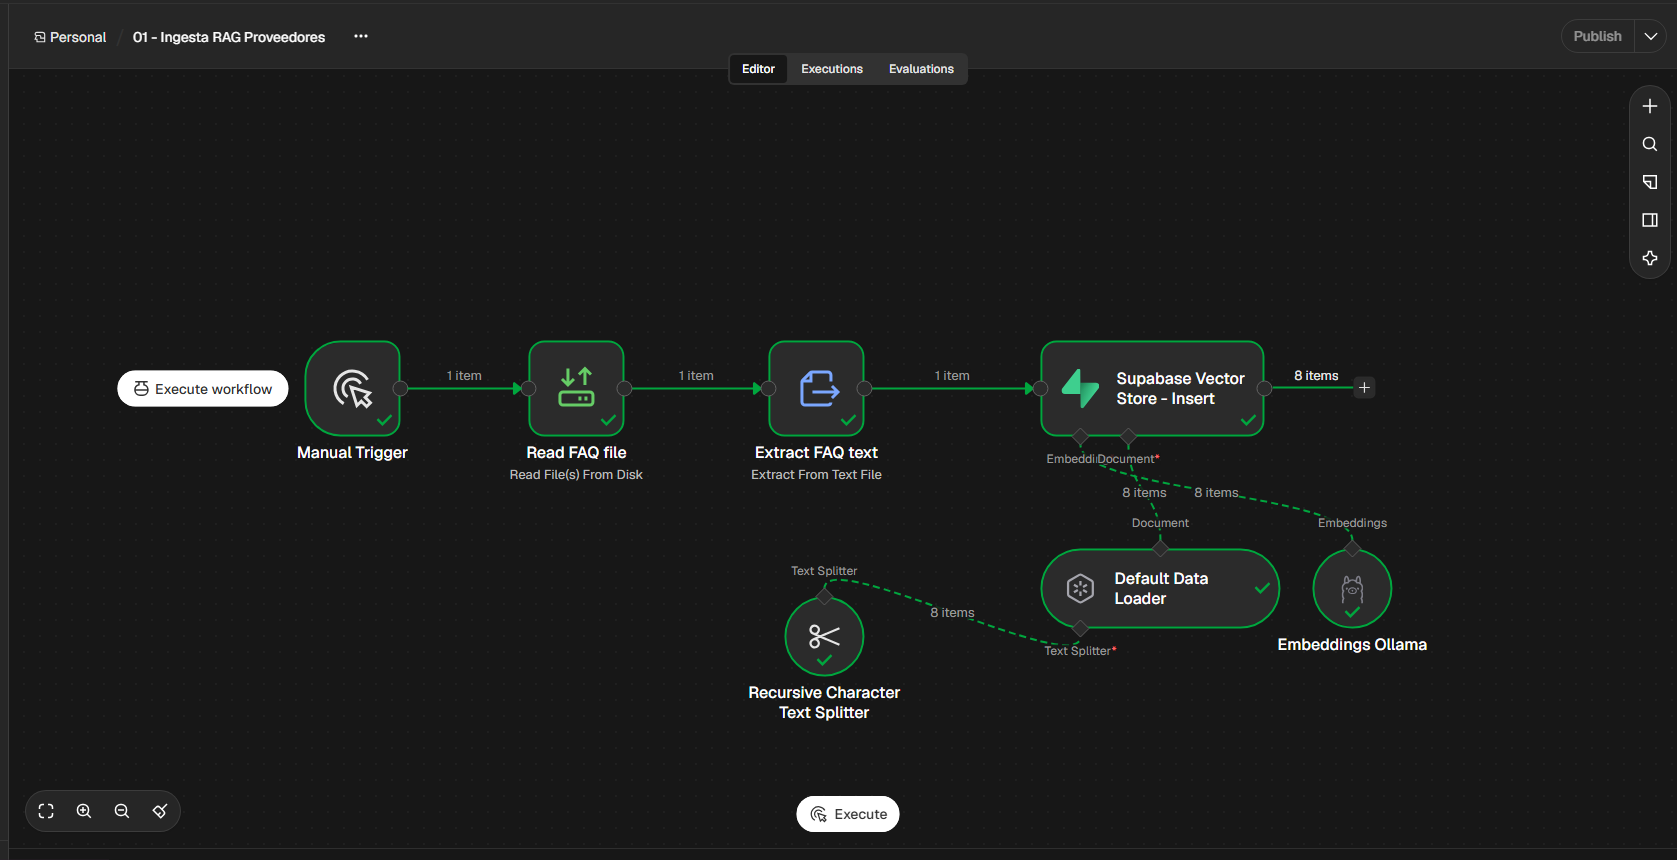 Personal / 01 - Ingesta RAG Proveedores ...
Publish
Editor Executions Evaluations
Execute workflow
1 item
1 item
1 item
8 items
Supabase Vector
Store - Insert
Manual Trigger
Read FAQ file
Read File(s) From Disk
Extract FAQ text
Extract From Text File
Document*
8 items
8 items
Document
Embeddings
Text Splitter
Default Data
Loader
8 items
Text Splitter*
Embeddings Ollama
Recursive Character
Text Splitter
Execute